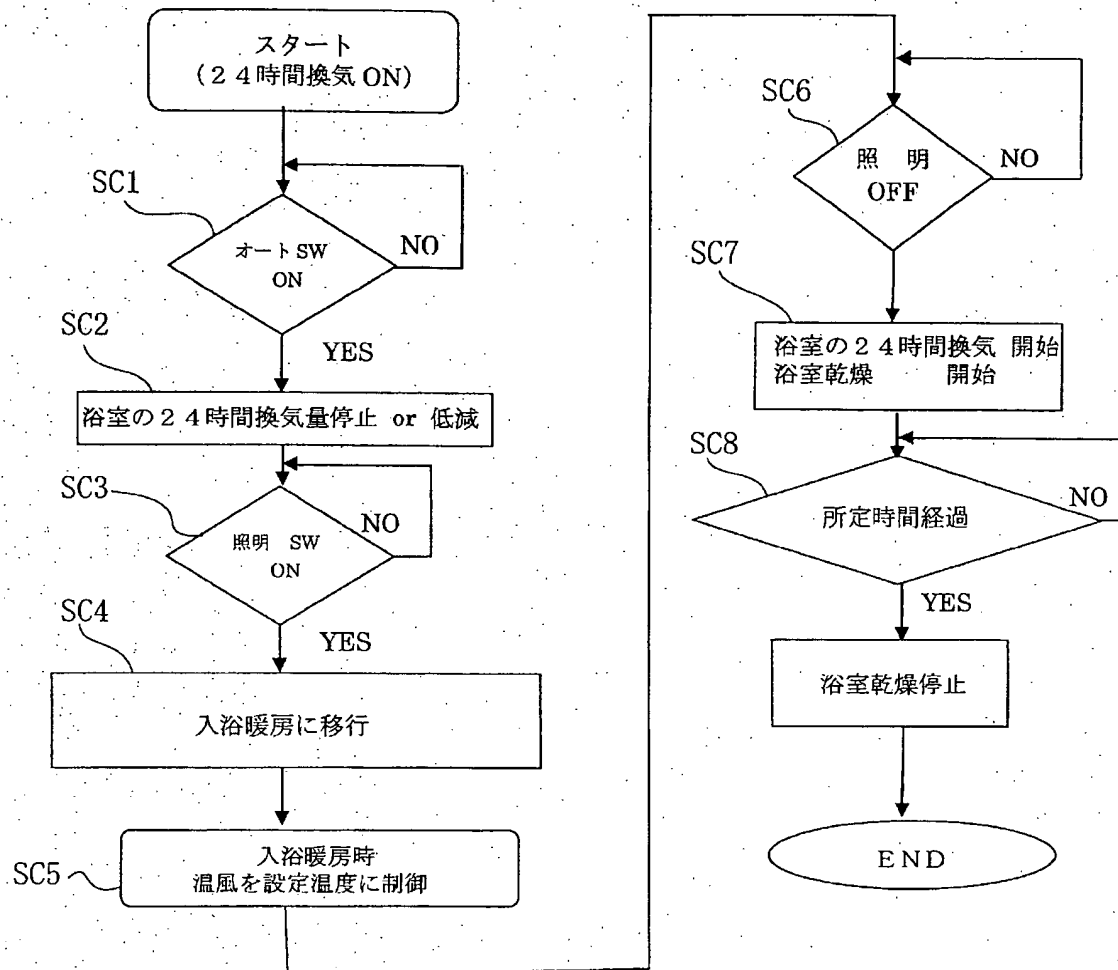 スタート
(24時間換気 ON)
SC1
オート SW
ON
NO
YES
SC2
浴室の24時間換気量停止 or 低減
SC3
照明 SW
ON
NO
YES
SC4
入浴暖房に移行
SC5
入浴暖房時
温風を設定温度に制御
SC6
照 明
OFF
NO
SC7
浴室の24時間換気 開始
浴室乾燥 開始
SC8
所定時間経過
NO
YES
浴室乾燥停止
END